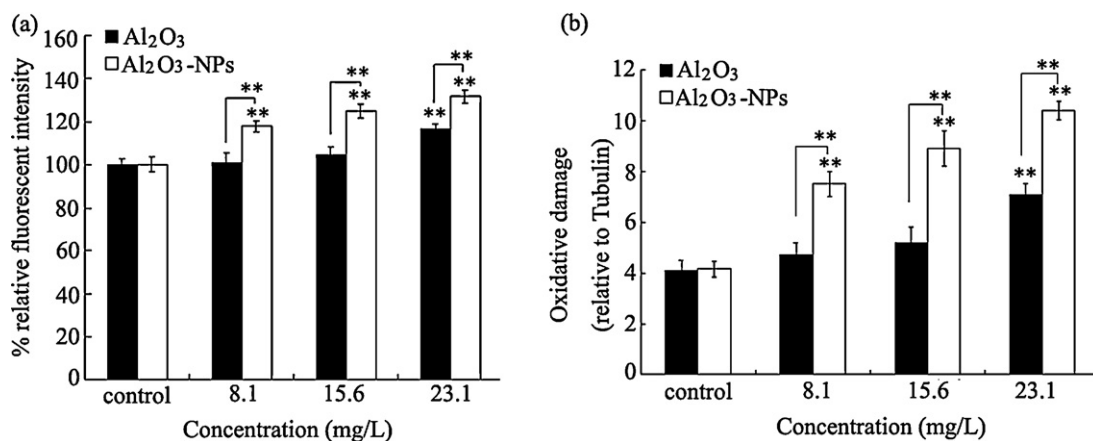 (a)
Al₂O₃
Al₂O₃-NPs
% relative fluorescent intensity
160
140
120
100
80
60
40
20
0
** ** **
** ** ** **
control 8.1 15.6 23.1
Concentration (mg/L)
(b)
Al₂O₃
Al₂O₃-NPs
Oxidative damage
(relative to Tubulin)
12
10
8
6
4
2
0
** ** **
** ** ** **
control 8.1 15.6 23.1
Concentration (mg/L)